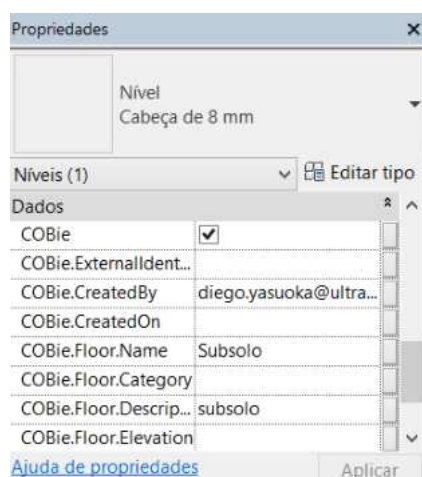 Propriedades
Nível
Cabeça de 8 mm
Níveis (1) Editar tipo
Dados
COBie
COBie.ExternalIdent...
COBie.CreatedBy diego.yasuoka@ultra...
COBie.CreatedOn
COBie.Floor.Name Subsolo
COBie.Floor.Category
COBie.Floor.Descrip... subsolo
COBie.Floor.Elevation
Ajuda de propriedades Aplicar